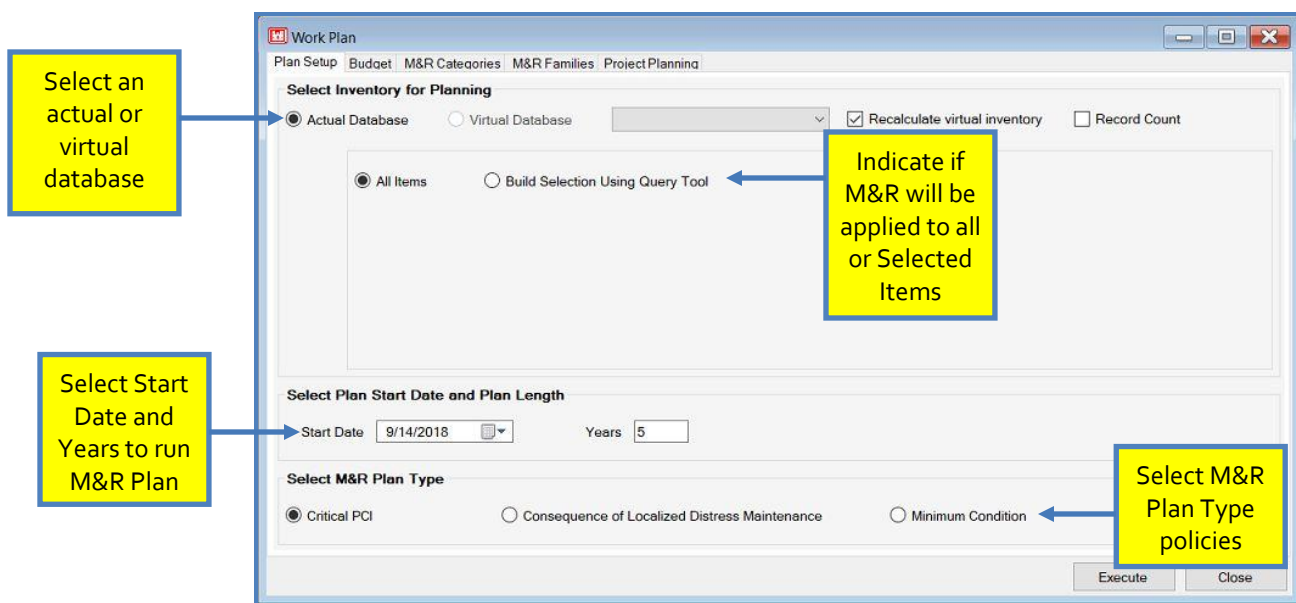 Work Plan
Plan Setup Budget M&R Categories M&R Families Project Planning
Select an
actual or
virtual
database
Select Inventory for Planning
Actual Database Virtual Database Recalculate virtual inventory Record Count
All Items Build Selection Using Query Tool
Indicate if
M&R will be
applied to all
or Selected
Items
Select Start
Date and
Years to run
M&R Plan
Select Plan Start Date and Plan Length
Start Date 9/14/2018 Years 5
Select M&R Plan Type
Critical PCI Consequence of Localized Distress Maintenance Minimum Condition
Select M&R
Plan Type
policies
Execute Close